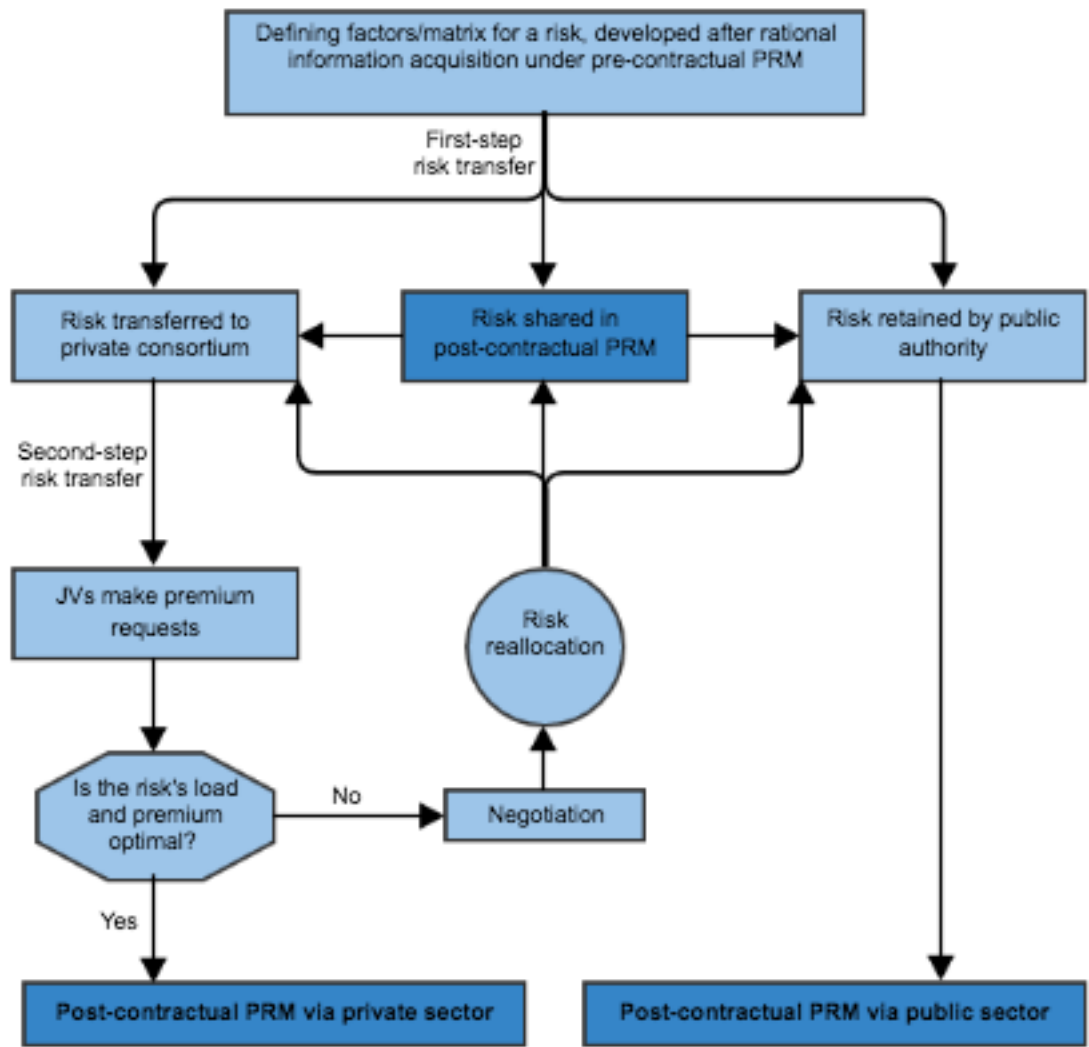 Defining factors/matrix for a risk, developed after rational
information acquisition under pre-contractual PRM
First-step
risk transfer
Risk transferred to
private consortium
Risk shared in
post-contractual PRM
Risk retained by public
authority
Second-step
risk transfer
JVs make premium
requests
Risk
reallocation
Is the risk's load
and premium
optimal?
No
Negotiation
Yes
Post-contractual PRM via private sector
Post-contractual PRM via public sector